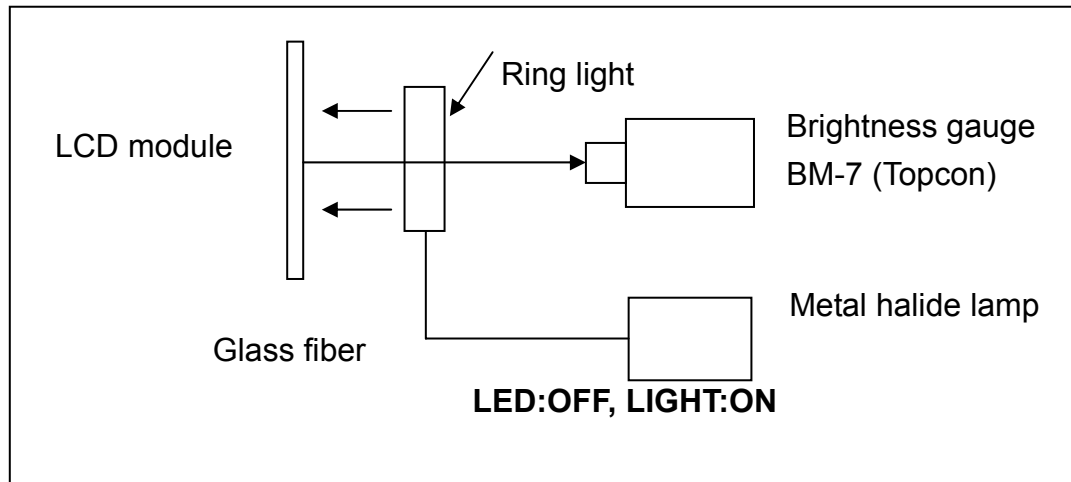 Ring light
LCD module
Brightness gauge
BM-7 (Topcon)
Metal halide lamp
Glass fiber
LED:OFF, LIGHT:ON